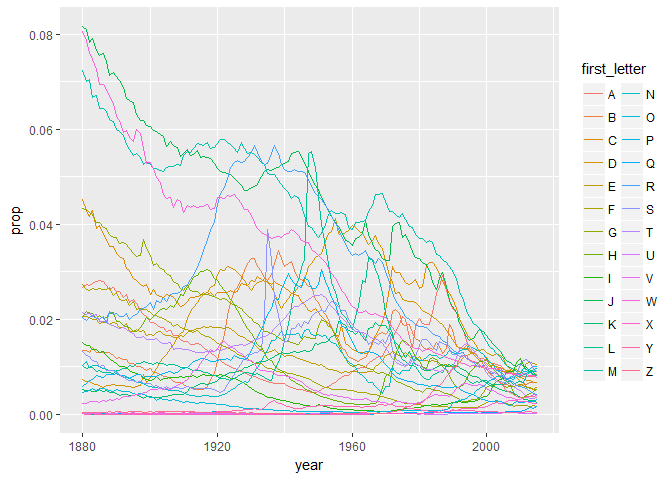 0.08
0.06
0.04
0.02
0.00
prop
1880
1920
1960
2000
year
first_letter
A N
B O
C P
D Q
E R
F S
G T
H U
I V
J W
K X
L Y
M Z